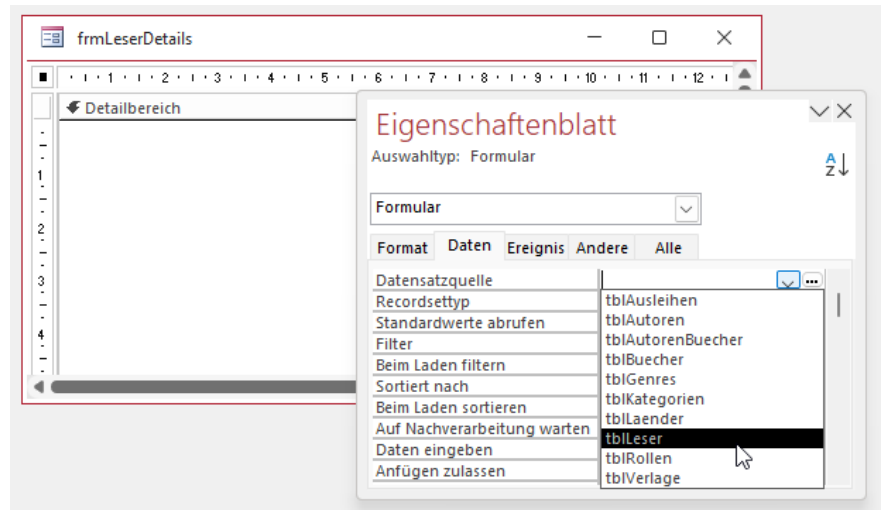 frmLeserDetails
1 2 3 4 5 6 7 8 9 10 11 12
Detailbereich
1
2
3
4
Eigenschaftenblatt
Auswahltyp: Formular
A
Z
Formular
Format Daten Ereignis Andere Alle
Datensatzquelle
Recordsettyp
Standardwerte abrufen
Filter
Beim Laden filtern
Sortiert nach
Beim Laden sortieren
Auf Nachverarbeitung warten
Daten eingeben
Anfügen zulassen
tblAusleihen
tblAutoren
tblAutorenBuecher
tblBuecher
tblGenres
tblKategorien
tblLaender
tblLeser
tblRollen
tblVerlage